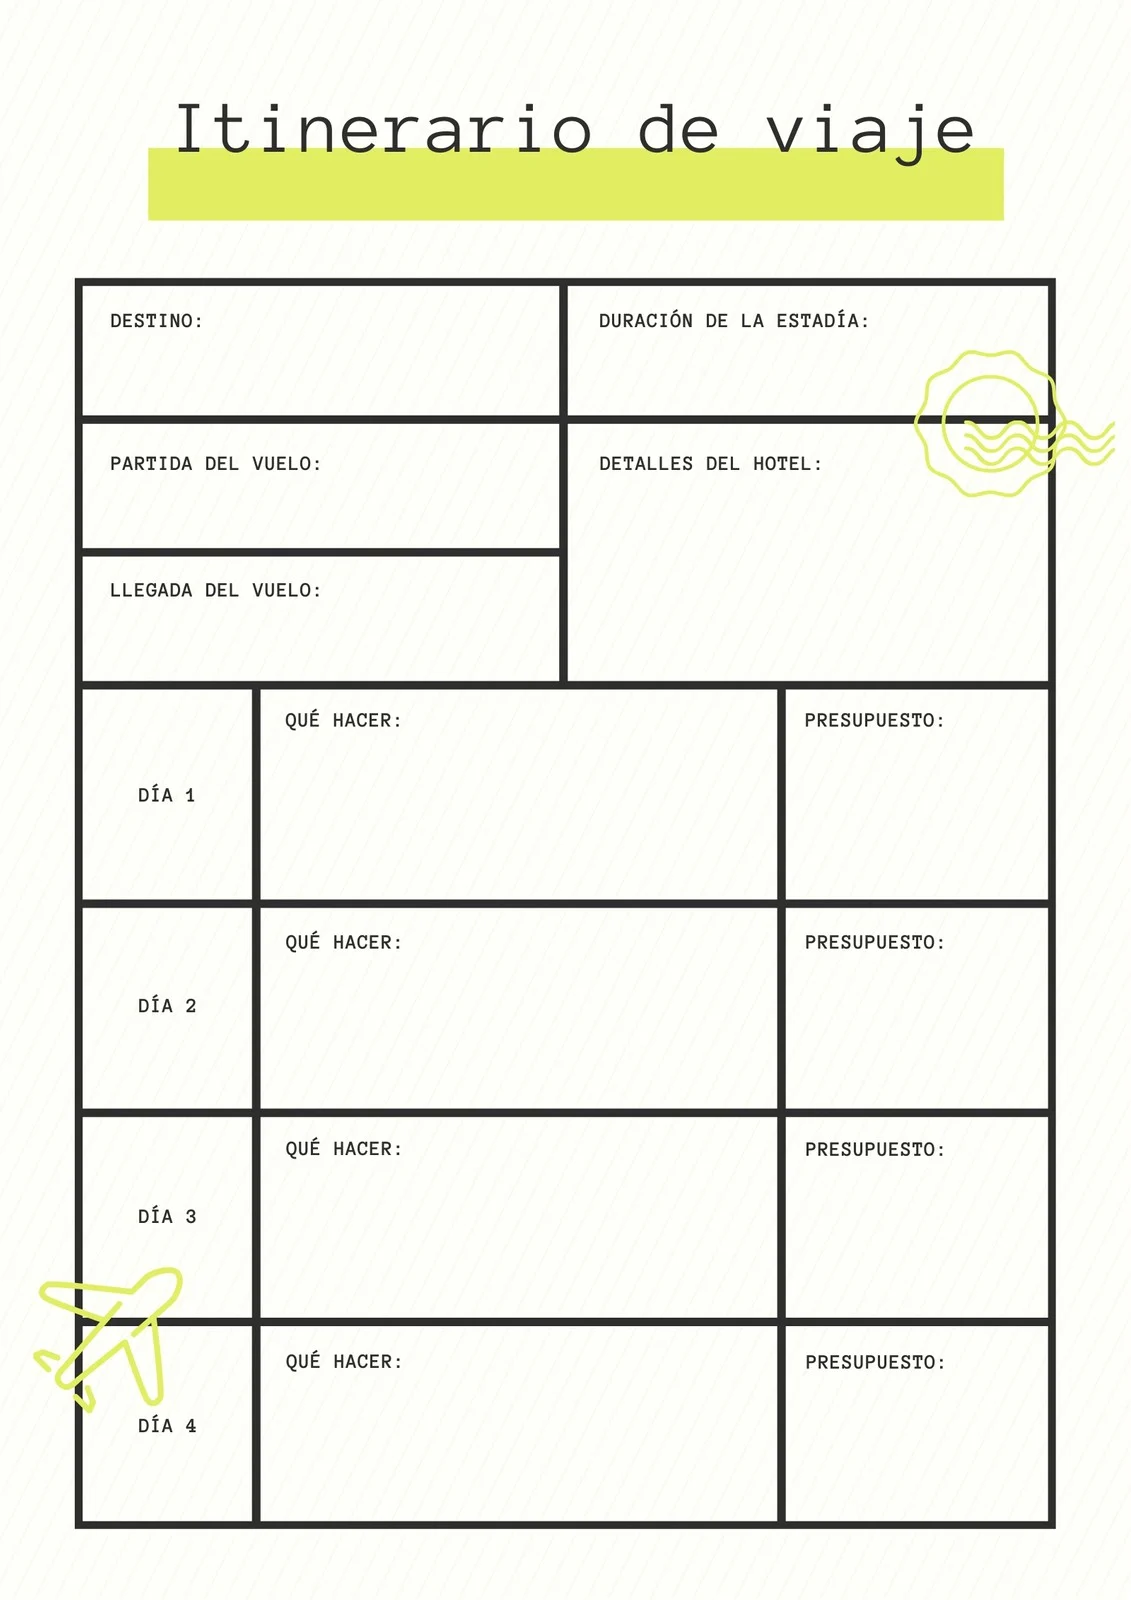 Itinerario de viaje
DESTINO:
DURACIÓN DE LA ESTADÍA:
PARTIDA DEL VUELO:
DETALLES DEL HOTEL:
LLEGADA DEL VUELO:
DÍA 1
QUÉ HACER:
PRESUPUESTO:
DÍA 2
QUÉ HACER:
PRESUPUESTO:
DÍA 3
QUÉ HACER:
PRESUPUESTO:
DÍA 4
QUÉ HACER:
PRESUPUESTO: